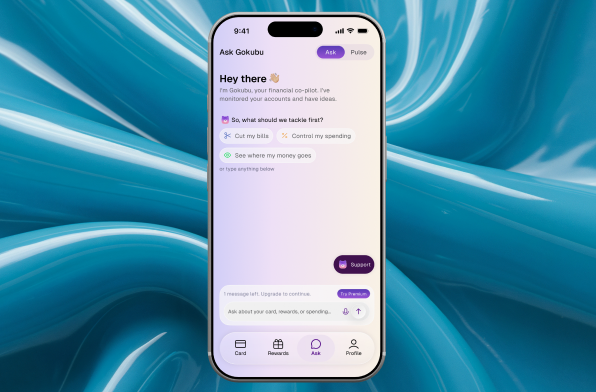 9:41
Ask Gokubu
Ask Pulse
Hey there 👋🏼
I'm Gokubu, your financial co-pilot. I've
monitored your accounts and have ideas.
So, what should we tackle first?
Cut my bills
Control my spending
See where my money goes
or type anything below
Support
1 message left. Upgrade to continue.
Try Premium
Ask about your card, rewards, or spending...
Card Rewards Ask Profile